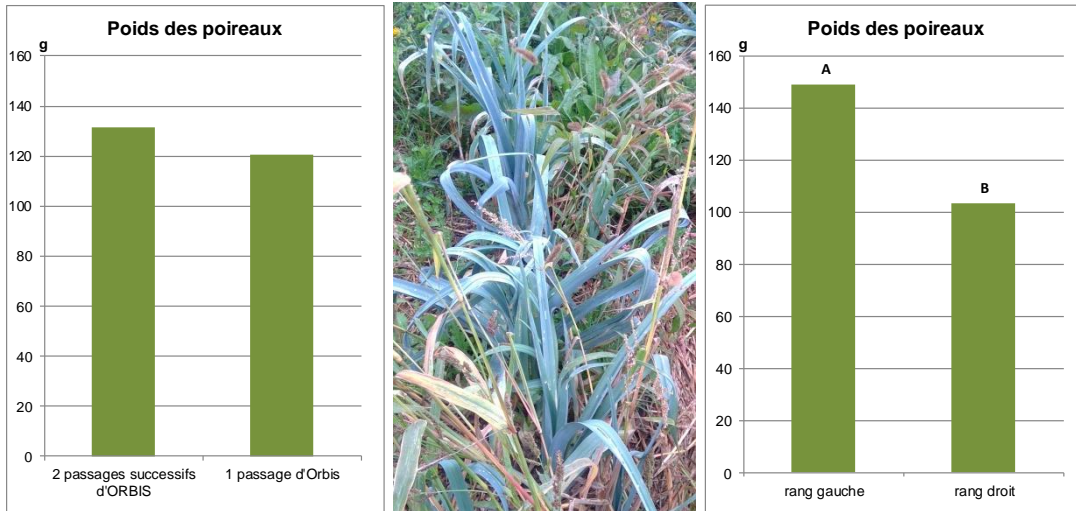 Poids des poireaux
g
160
140
120
100
80
60
40
20
0
2 passages successifs
d'ORBIS
1 passage d'Orbis
Poids des poireaux
g
160
140
120
100
80
60
40
20
0
A
B
rang gauche
rang droit